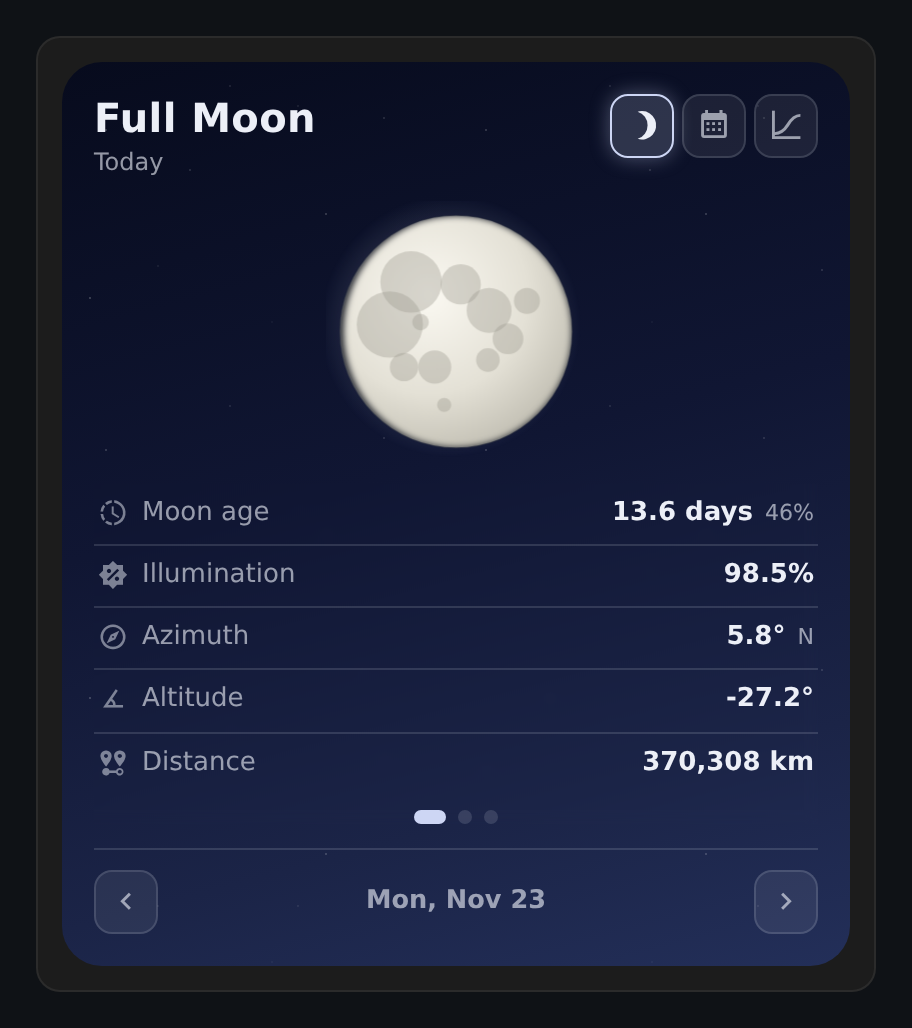 Full Moon
Today
Moon age 13.6 days 46%
Illumination 98.5%
Azimuth 5.8° N
Altitude -27.2°
Distance 370,308 km
Mon, Nov 23